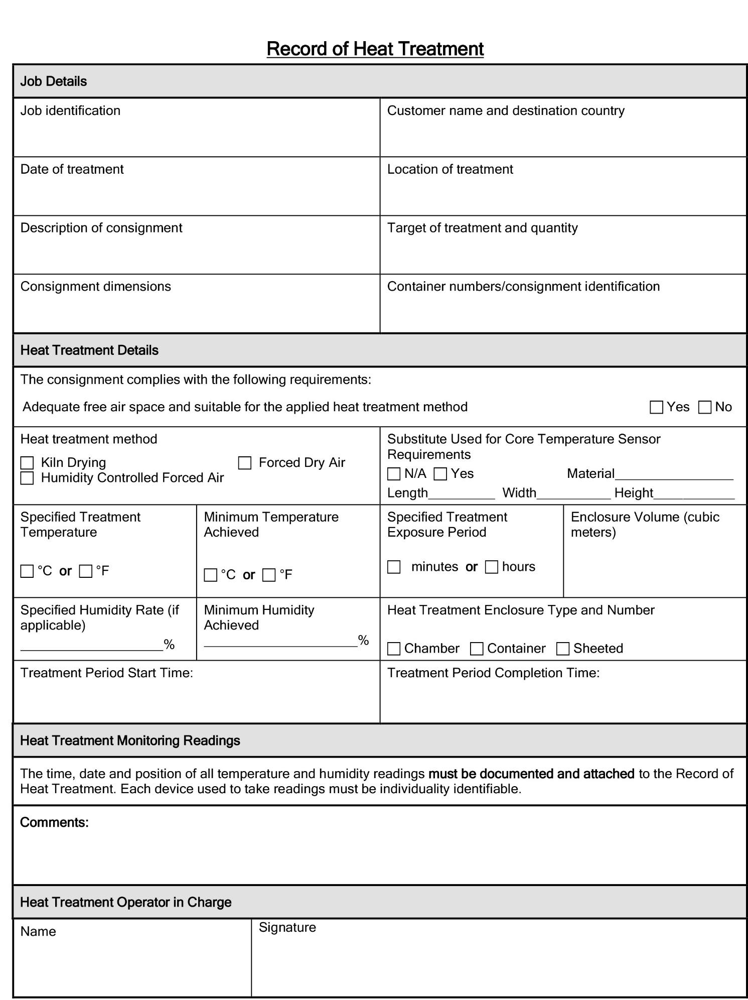 Record of Heat Treatment
Job Details
Job identification
Customer name and destination country
Date of treatment
Location of treatment
Description of consignment
Target of treatment and quantity
Consignment dimensions
Container numbers/consignment identification
Heat Treatment Details
The consignment complies with the following requirements:
Adequate free air space and suitable for the applied heat treatment method ☐ Yes ☐ No
Heat treatment method
☐ Kiln Drying ☐ Forced Dry Air
☐ Humidity Controlled Forced Air
Substitute Used for Core Temperature Sensor
Requirements
☐ N/A ☐ Yes Material________________
Length_________ Width__________ Height___________
Specified Treatment
Temperature
☐ °C or ☐ °F
Minimum Temperature
Achieved
☐ °C or ☐ °F
Specified Treatment
Exposure Period
☐ minutes or ☐ hours
Enclosure Volume (cubic
meters)
Specified Humidity Rate (if
applicable)
___________________%
Minimum Humidity
Achieved
____________________%
Heat Treatment Enclosure Type and Number
☐ Chamber ☐ Container ☐ Sheeted
Treatment Period Start Time:
Treatment Period Completion Time:
Heat Treatment Monitoring Readings
The time, date and position of all temperature and humidity readings must be documented and attached to the Record of
Heat Treatment. Each device used to take readings must be individuality identifiable.
Comments:
Heat Treatment Operator in Charge
Name
Signature